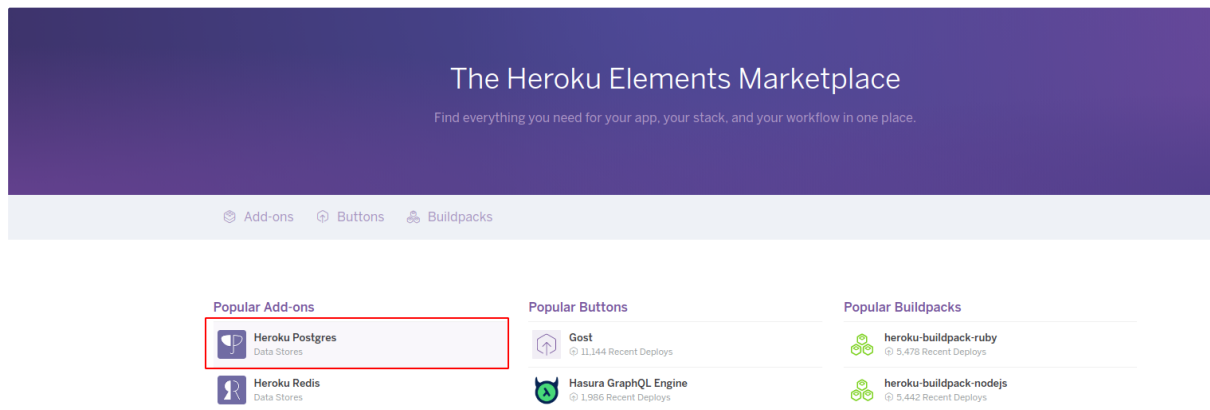 The Heroku Elements Marketplace
Find everything you need for your app, your stack, and your workflow in one place.
Add-ons
Buttons
Buildpacks
Popular Add-ons
Heroku Postgres
Data Stores
Heroku Redis
Data Stores
Popular Buttons
Gost
11,144 Recent Deploys
Hasura GraphQL Engine
1,986 Recent Deploys
Popular Buildpacks
heroku-buildpack-ruby
5,478 Recent Deploys
heroku-buildpack-nodejs
5,442 Recent Deploys